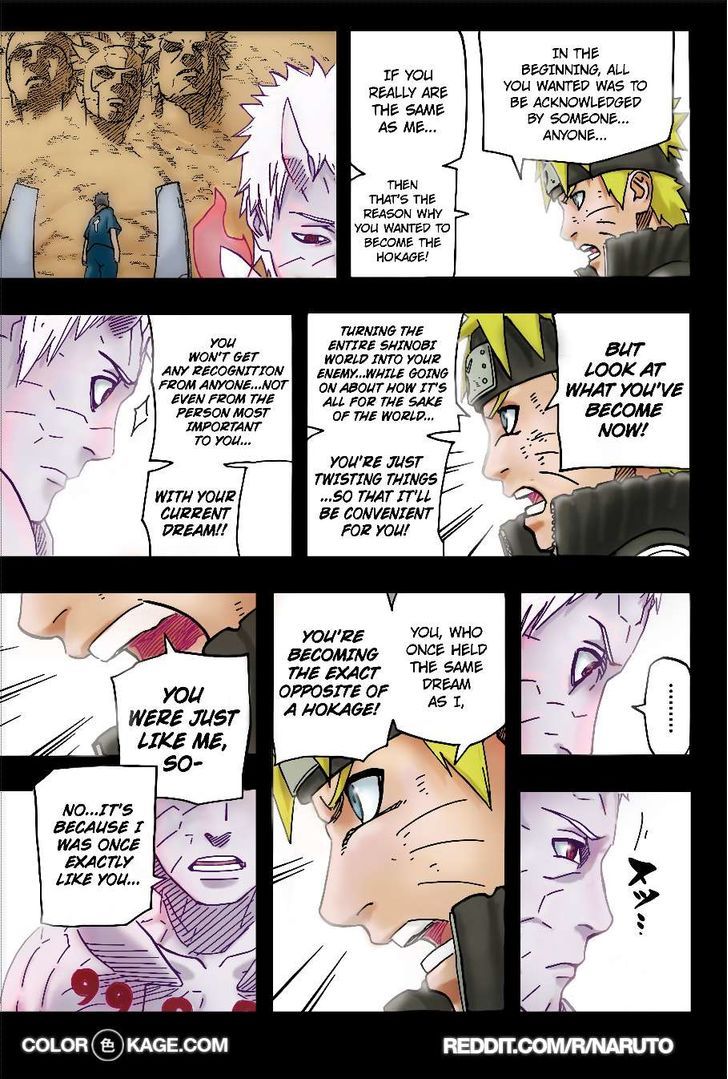 IN THE
BEGINNING, ALL
YOU WANTED WAS TO
BE ACKNOWLEDGED
BY SOMEONE...
ANYONE...
IF YOU
REALLY ARE
THE SAME
AS ME...
THEN
THAT'S THE
REASON WHY
YOU WANTED TO
BECOME THE
HOKAGE!
BUT
LOOK AT
WHAT YOU'VE
BECOME
NOW!
TURNING THE
ENTIRE SHINOBI
WORLD INTO YOUR
ENEMY...WHILE GOING
ON ABOUT HOW IT'S
ALL FOR THE SAKE
OF THE WORLD...
YOU'RE JUST
TWISTING THINGS
...SO THAT IT'LL
BE CONVENIENT
FOR YOU!
YOU
WON'T GET
ANY RECOGNITION
FROM ANYONE...NOT
EVEN FROM THE
PERSON MOST
IMPORTANT
TO YOU...
WITH YOUR
CURRENT
DREAM!!
.........
YOU, WHO
ONCE HELD
THE SAME
DREAM
AS I,
YOU'RE
BECOMING
THE EXACT
OPPOSITE OF
A HOKAGE!
YOU
WERE JUST
LIKE ME,
SO-
スッ...
NO...IT'S
BECAUSE I
WAS ONCE
EXACTLY
LIKE YOU...
COLOR 色 KAGE.COM
REDDIT.COM/R/NARUTO